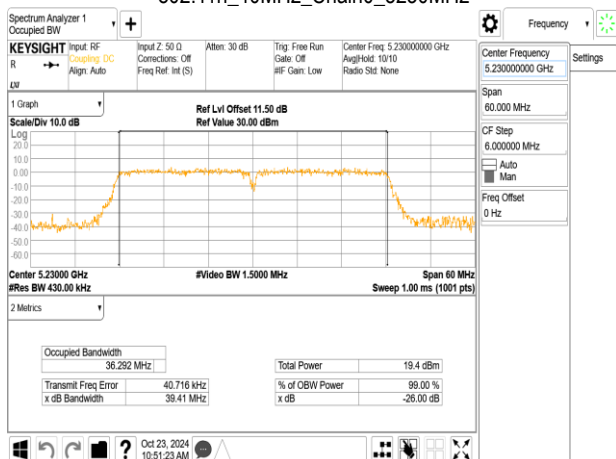 Spectrum Analyzer 1
Occupied BW
Frequency
Settings
KEYSIGHT
R
Input: RF
Coupling: DC
Align: Auto
Input Z: 50 Ω
Corrections: Off
Freq Ref: Int (S)
Atten: 30 dB
Trig: Free Run
Gate: Off
#IF Gain: Low
Center Freq: 5.230000000 GHz
Avg|Hold: 10/10
Radio Std: None
Center Frequency
5.230000000 GHz
Span
60.000 MHz
CF Step
6.000000 MHz
Auto
Man
Freq Offset
0 Hz
1 Graph
Scale/Div 10.0 dB
Ref Lvl Offset 11.50 dB
Ref Value 30.00 dBm
Log
20.0
10.0
0.00
-10.0
-20.0
-30.0
-40.0
-50.0
-60.0
Center 5.23000 GHz
#Res BW 430.00 kHz
#Video BW 1.5000 MHz
Span 60 MHz
Sweep 1.00 ms (1001 pts)
2 Metrics
Occupied Bandwidth
36.292 MHz
Total Power 19.4 dBm
Transmit Freq Error 40.716 kHz
% of OBW Power 99.00 %
x dB Bandwidth 39.41 MHz
x dB -26.00 dB
Oct 23, 2024
10:51:23 AM